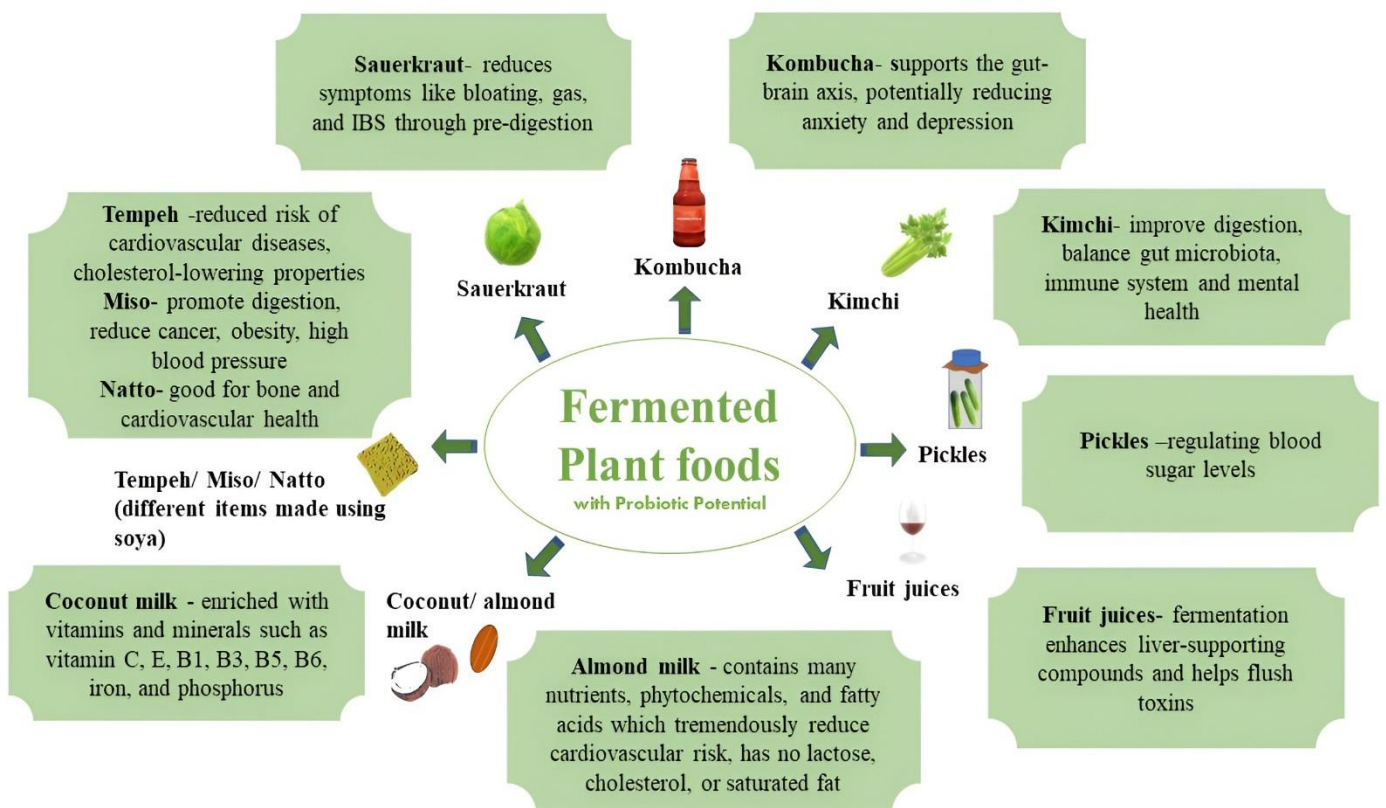 Sauerkraut- reduces
symptoms like bloating, gas,
and IBS through pre-digestion
Kombucha- supports the gut-
brain axis, potentially reducing
anxiety and depression
Tempeh -reduced risk of
cardiovascular diseases,
cholesterol-lowering properties
Miso- promote digestion,
reduce cancer, obesity, high
blood pressure
Natto- good for bone and
cardiovascular health
Sauerkraut
Kombucha
Kimchi
Kimchi- improve digestion,
balance gut microbiota,
immune system and mental
health
Fermented
Plant foods
with Probiotic Potential
Pickles
Pickles –regulating blood
sugar levels
Tempeh/ Miso/ Natto
(different items made using
soya)
Fruit juices
Coconut milk - enriched with
vitamins and minerals such as
vitamin C, E, B1, B3, B5, B6,
iron, and phosphorus
Coconut/ almond
milk
Almond milk - contains many
nutrients, phytochemicals, and fatty
acids which tremendously reduce
cardiovascular risk, has no lactose,
cholesterol, or saturated fat
Fruit juices- fermentation
enhances liver-supporting
compounds and helps flush
toxins